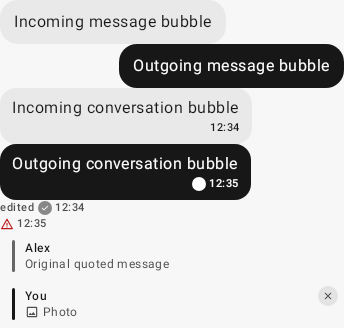 Incoming message bubble
Outgoing message bubble
Incoming conversation bubble
12:34
Outgoing conversation bubble
12:35
edited 12:34
12:35
Alex
Original quoted message
You
Photo